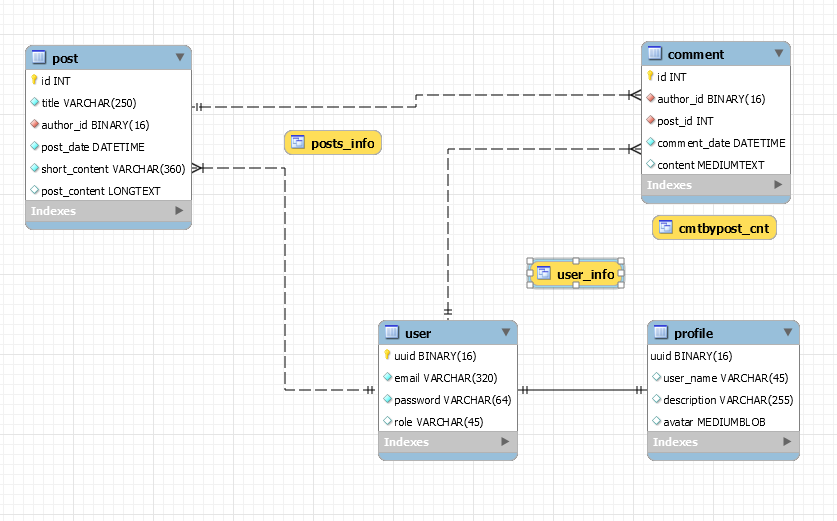 post
id INT
title VARCHAR(250)
author_id BINARY(16)
post_date DATETIME
short_content VARCHAR(360)
post_content LONGTEXT
Indexes
posts_info
comment
id INT
author_id BINARY(16)
post_id INT
comment_date DATETIME
content MEDIUMTEXT
Indexes
cmtbypost_cnt
user_info
user
uuid BINARY(16)
email VARCHAR(320)
password VARCHAR(64)
role VARCHAR(45)
Indexes
profile
uuid BINARY(16)
user_name VARCHAR(45)
description VARCHAR(255)
avatar MEDIUMBLOB
Indexes